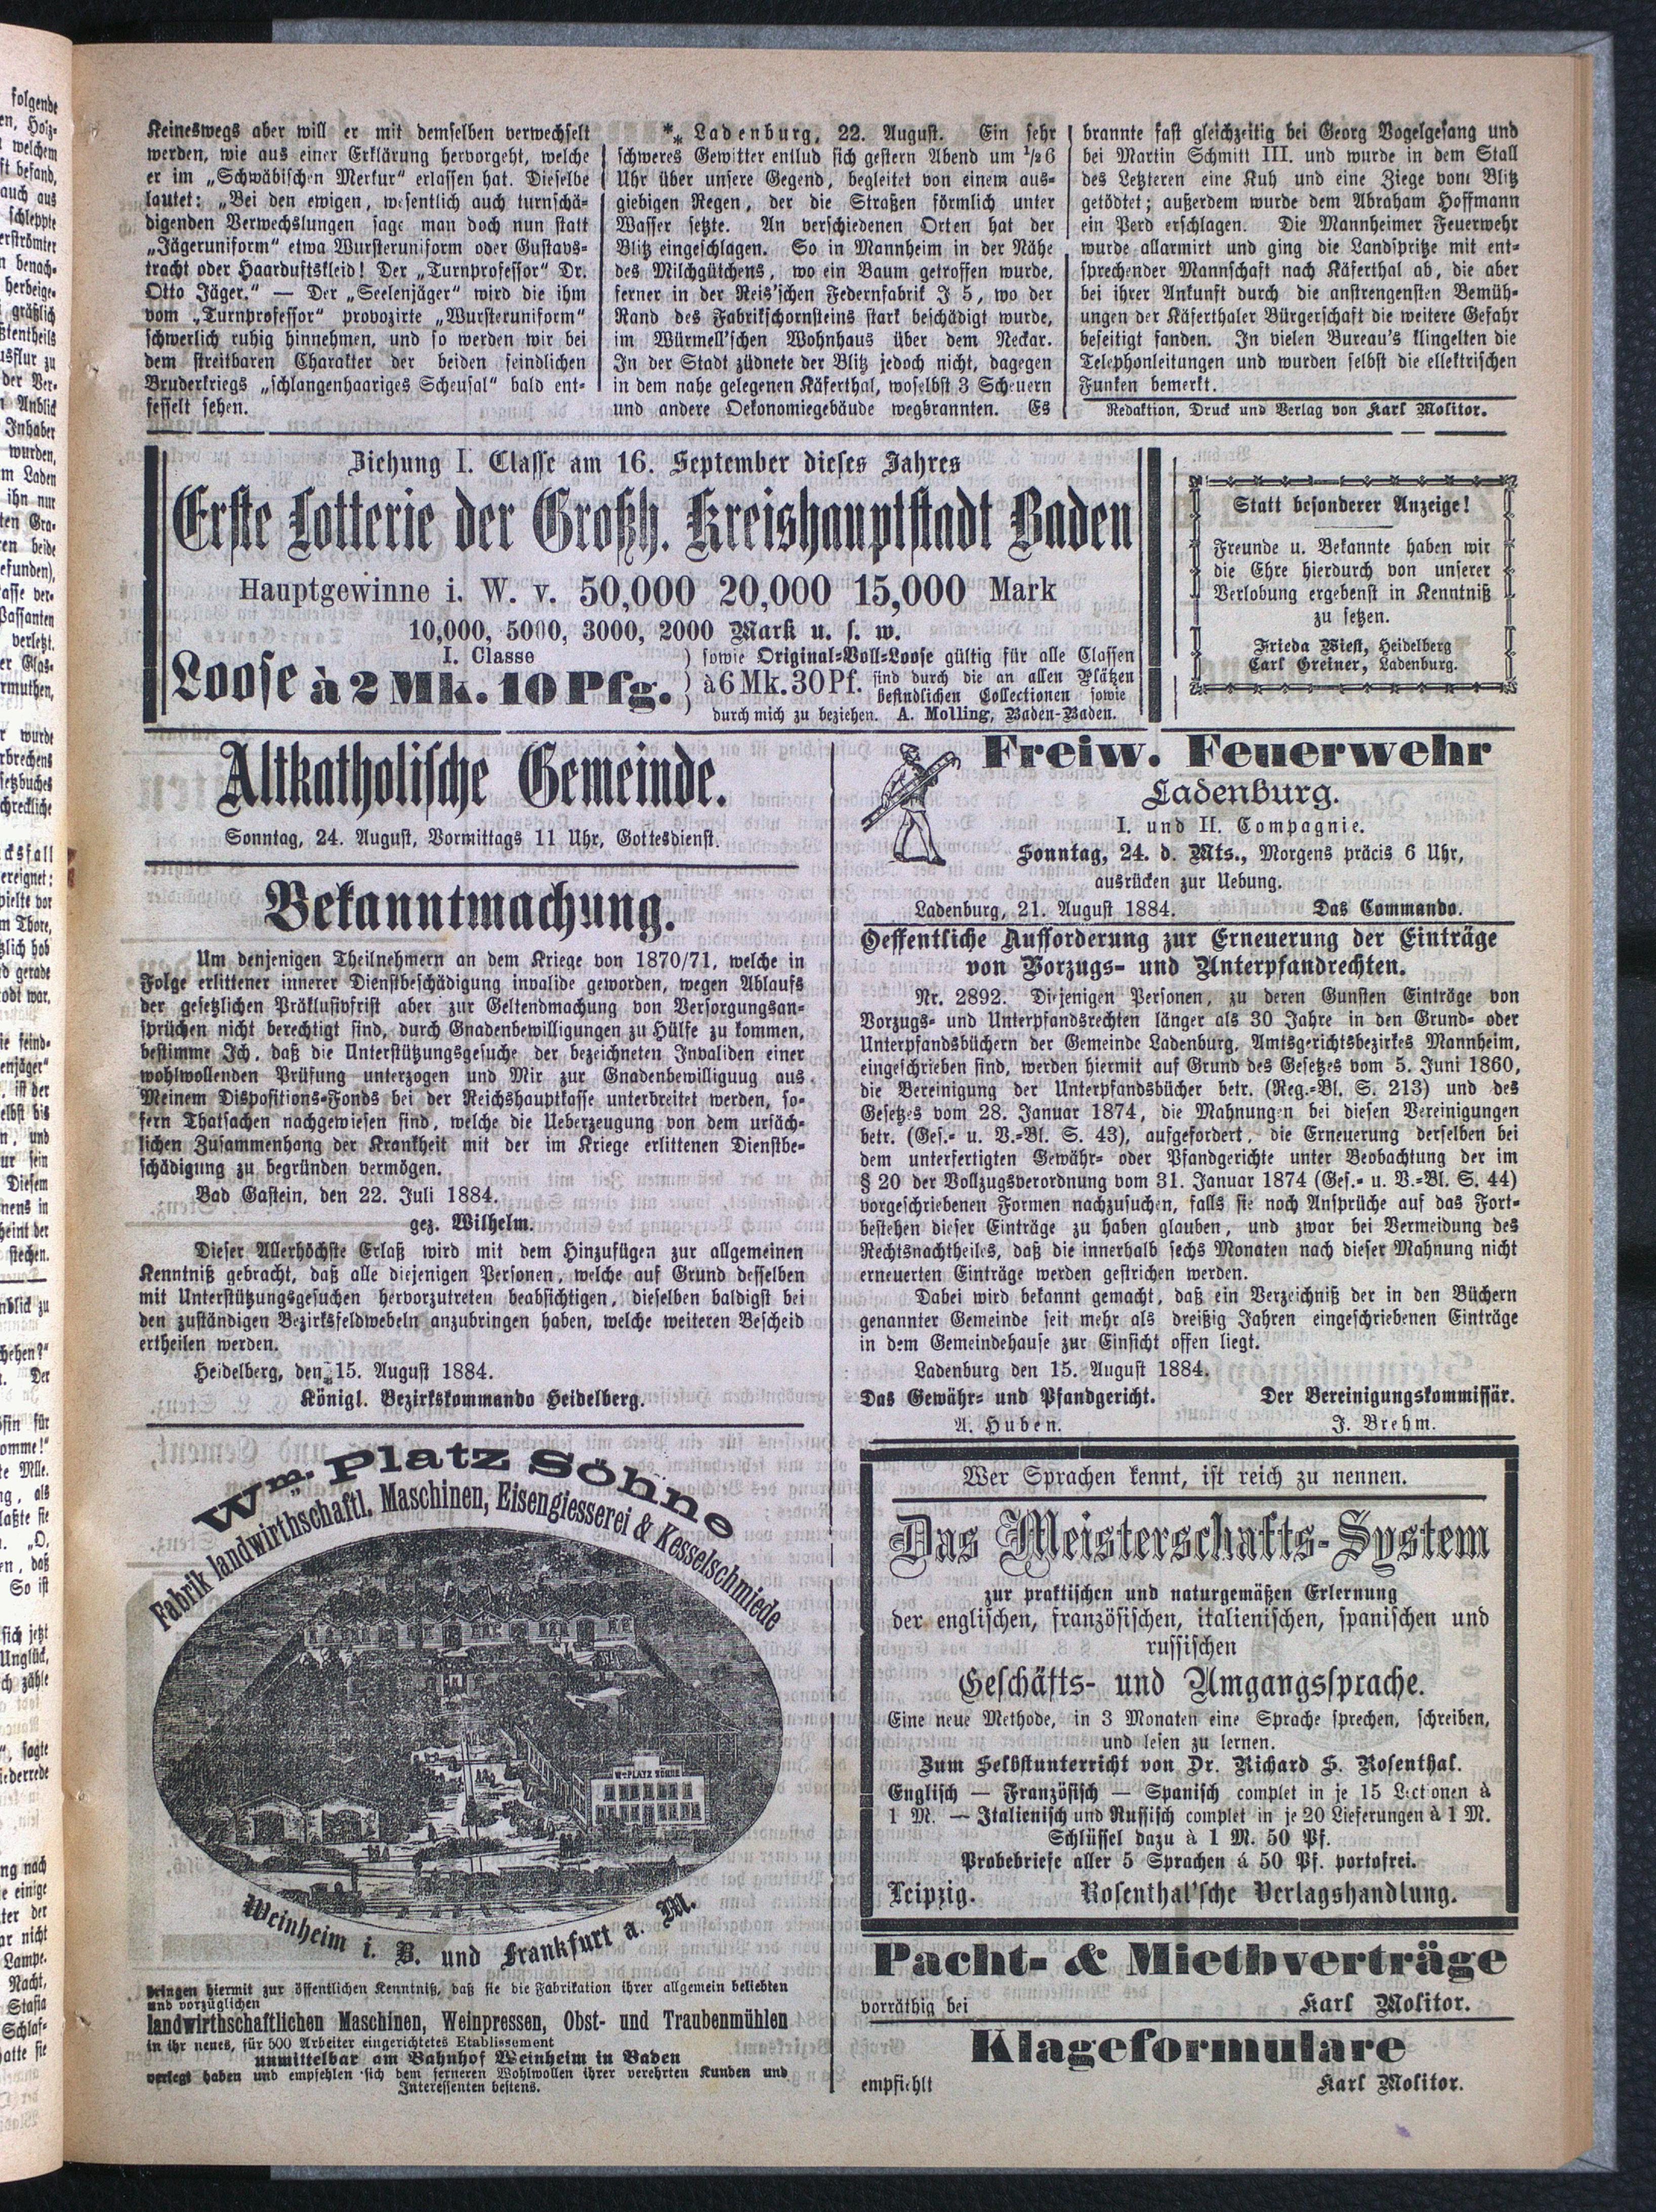 Keineswegs aber will er mit demselben verwechselt
werden, wie aus einer Erklärung hervorgeht, welche
er im „Schwäbischen Merkur“ erlassen hat. Dieselbe
lautet: „Bei den ewigen, wesentlich auch turnschä-
digenden Verwechslungen sage man doch nun statt
„Jägeruniform“ etwa Wursteruniform oder Gustavs-
tracht oder Haarduftskleid! Der „Turnprofessor“ Dr.
Otto Jäger.“ — Der „Seelenjäger“ wird die ihm
vom „Turnprofessor“ provozirte „Wursteruniform“
schwerlich ruhig hinnehmen, und so werden wir bei
dem streitbaren Charakter der beiden feindlichen
Bruderkriegs „schlangenhaariges Scheusal“ bald ent-
fesselt sehen.
*** Ladenburg, 22. August. Ein sehr
schweres Gewitter entlud sich gestern Abend um 1/26
Uhr über unsere Gegend, begleitet von einem aus-
giebigen Regen, der die Straßen förmlich unter
Wasser setzte. An verschiedenen Orten hat der
Blitz eingeschlagen. So in Mannheim in der Nähe
des Milchgütchens, wo ein Baum getroffen wurde,
ferner in der Reis'schen Federnfabrik J 5, wo der
Rand des Fabrikschornsteins stark beschädigt wurde,
im Würmell'schen Wohnhaus über dem Neckar.
In der Stadt züdnete der Blitz jedoch nicht, dagegen
in dem nahe gelegenen Käferthal, woselbst 3 Scheuern
und andere Oekonomiegebäude wegbrannten. Es
brannte fast gleichzeitig bei Georg Vogelgesang und
bei Martin Schmitt III. und wurde in dem Stall
des Letzteren eine Kuh und eine Ziege vom Blitz
getödtet; außerdem wurde dem Abraham Hoffmann
ein Perd erschlagen. Die Mannheimer Feuerwehr
wurde allarmirt und ging die Landspritze mit ent-
sprechender Mannschaft nach Käferthal ab, die aber
bei ihrer Ankunft durch die anstrengensten Bemüh-
ungen der Käferthaler Bürgerschaft die weitere Gefahr
beseitigt fanden. In vielen Bureau's klingelten die
Telephonleitungen und wurden selbst die ellektrischen
Funken bemerkt.
Redaktion, Druck und Verlag von Karl Molitor.
Ziehung I. Classe am 16. September dieses Jahres
Erste Lotterie der Großh. Kreishauptstadt Baden
Hauptgewinne i. W. v. 50,000 20,000 15,000 Mark
10,000, 5000, 3000, 2000 Mark u. s. w.
I. Classe
Loose à 2 Mk. 10 Pfg.
sowie Original-Voll-Loose gültig für alle Classen
à 6 Mk. 30 Pf. sind durch die an allen Plätzen
befindlichen Collectionen sowie
durch mich zu beziehen. A. Molling, Baden-Baden.
Statt besonderer Anzeige!
Freunde u. Bekannte haben wir
die Ehre hierdurch von unserer
Verlobung ergebenst in Kenntniß
zu setzen.
Frieda Wiest, Heidelberg
Carl Greiner, Ladenburg.
Altkatholische Gemeinde.
Sonntag, 24. August, Vormittags 11 Uhr, Gottesdienst.
Bekanntmachung.
Um denjenigen Theilnehmern an dem Kriege von 1870/71, welche in
Folge erlittener innerer Dienstbeschädigung invalide geworden, wegen Ablaufs
der gesetzlichen Präklusivfrist aber zur Geltendmachung von Versorgungsan-
sprüchen nicht berechtigt sind, durch Gnadenbewilligungen zu Hülfe zu kommen,
bestimme Ich, daß die Unterstützungsgesuche der bezeichneten Invaliden einer
wohlwollenden Prüfung unterzogen und Mir zur Gnadenbewilliguug aus
Meinem Dispositions-Fonds bei der Reichshauptkasse unterbreitet werden, so-
fern Thatsachen nachgewiesen sind, welche die Ueberzeugung von dem ursäch-
lichen Zusammenhang der Krankheit mit der im Kriege erlittenen Dienstbe-
schädigung zu begründen vermögen.
Bad Gastein, den 22. Juli 1884.
gez. Wilhelm.
Dieser Allerhöchste Erlaß wird mit dem Hinzufügen zur allgemeinen
Kenntniß gebracht, daß alle diejenigen Personen, welche auf Grund desselben
mit Unterstützungsgesuchen hervorzutreten beabsichtigen, dieselben baldigst bei
den zuständigen Bezirksfeldwebeln anzubringen haben, welche weiteren Bescheid
ertheilen werden.
Heidelberg, den 15. August 1884.
Königl. Bezirkskommando Heidelberg.
Wm. Platz Söhne
Fabrik landwirthschaftl. Maschinen, Eisengiesserei & Kesselschmiede
WM PLATZ SÖHNE
Weinheim i. B. und Frankfurt a. M.
bringen hiermit zur öffentlichen Kenntniß, daß sie die Fabrikation ihrer allgemein beliebten
und vorzüglichen
landwirthschaftlichen Maschinen, Weinpressen, Obst- und Traubenmühlen
in ihr neues, für 500 Arbeiter eingerichtetes Etablissement
unmittelbar am Bahnhof Weinheim in Baden
verlegt haben und empfehlen sich dem ferneren Wohlwollen ihrer verehrten Kunden und
Interessenten bestens.
Freiw. Feuerwehr
Ladenburg.
I. und II. Compagnie.
Sonntag, 24. d. Mts., Morgens präcis 6 Uhr,
ausrücken zur Uebung.
Ladenburg, 21. August 1884. Das Commando.
Oeffentliche Aufforderung zur Erneuerung der Einträge
von Vorzugs- und Unterpfandrechten.
Nr. 2892. Diejenigen Personen, zu deren Gunsten Einträge von
Vorzugs- und Unterpfandsrechten länger als 30 Jahre in den Grund- oder
Unterpfandsbüchern der Gemeinde Ladenburg, Amtsgerichtsbezirkes Mannheim,
eingeschrieben sind, werden hiermit auf Grund des Gesetzes vom 5. Juni 1860,
die Bereinigung der Unterpfandsbücher betr. (Reg.-Bl. S. 213) und des
Gesetzes vom 28. Januar 1874, die Mahnungen bei diesen Bereinigungen
betr. (Ges.- u. V.-Bl. S. 43), aufgefordert, die Erneuerung derselben bei
dem unterfertigten Gewähr- oder Pfandgerichte unter Beobachtung der im
§ 20 der Vollzugsverordnung vom 31. Januar 1874 (Ges.- u. V.-Bl. S. 44)
vorgeschriebenen Formen nachzusuchen, falls sie noch Ansprüche auf das Fort-
bestehen dieser Einträge zu haben glauben, und zwar bei Vermeidung des
Rechtsnachtheiles, daß die innerhalb sechs Monaten nach dieser Mahnung nicht
erneuerten Einträge werden gestrichen werden.
Dabei wird bekannt gemacht, daß ein Verzeichniß der in den Büchern
genannter Gemeinde seit mehr als dreißig Jahren eingeschriebenen Einträge
in dem Gemeindehause zur Einsicht offen liegt.
Ladenburg den 15. August 1884.
Das Gewähr- und Pfandgericht. Der Bereinigungskommissär.
A. Huben. J. Brehm.
Wer Sprachen kennt, ist reich zu nennen.
Das Meisterschafts-System
zur praktischen und naturgemäßen Erlernung
der englischen, französischen, italienischen, spanischen und
russischen
Geschäfts- und Umgangssprache.
Eine neue Methode, in 3 Monaten eine Sprache sprechen, schreiben,
und lesen zu lernen.
Zum Selbstunterricht von Dr. Richard S. Rosenthal.
Englisch — Französisch — Spanisch complet in je 15 Lectionen à
1 M. — Italienisch und Russisch complet in je 20 Lieferungen à 1 M.
Schlüssel dazu à 1 M. 50 Pf.
Probebriefe aller 5 Sprachen á 50 Pf. portofrei.
Leipzig. Rosenthal'sche Verlagshandlung.
Pacht- & Miethverträge
vorräthig bei Karl Molitor.
Klageformulare
empfiehlt Karl Molitor.